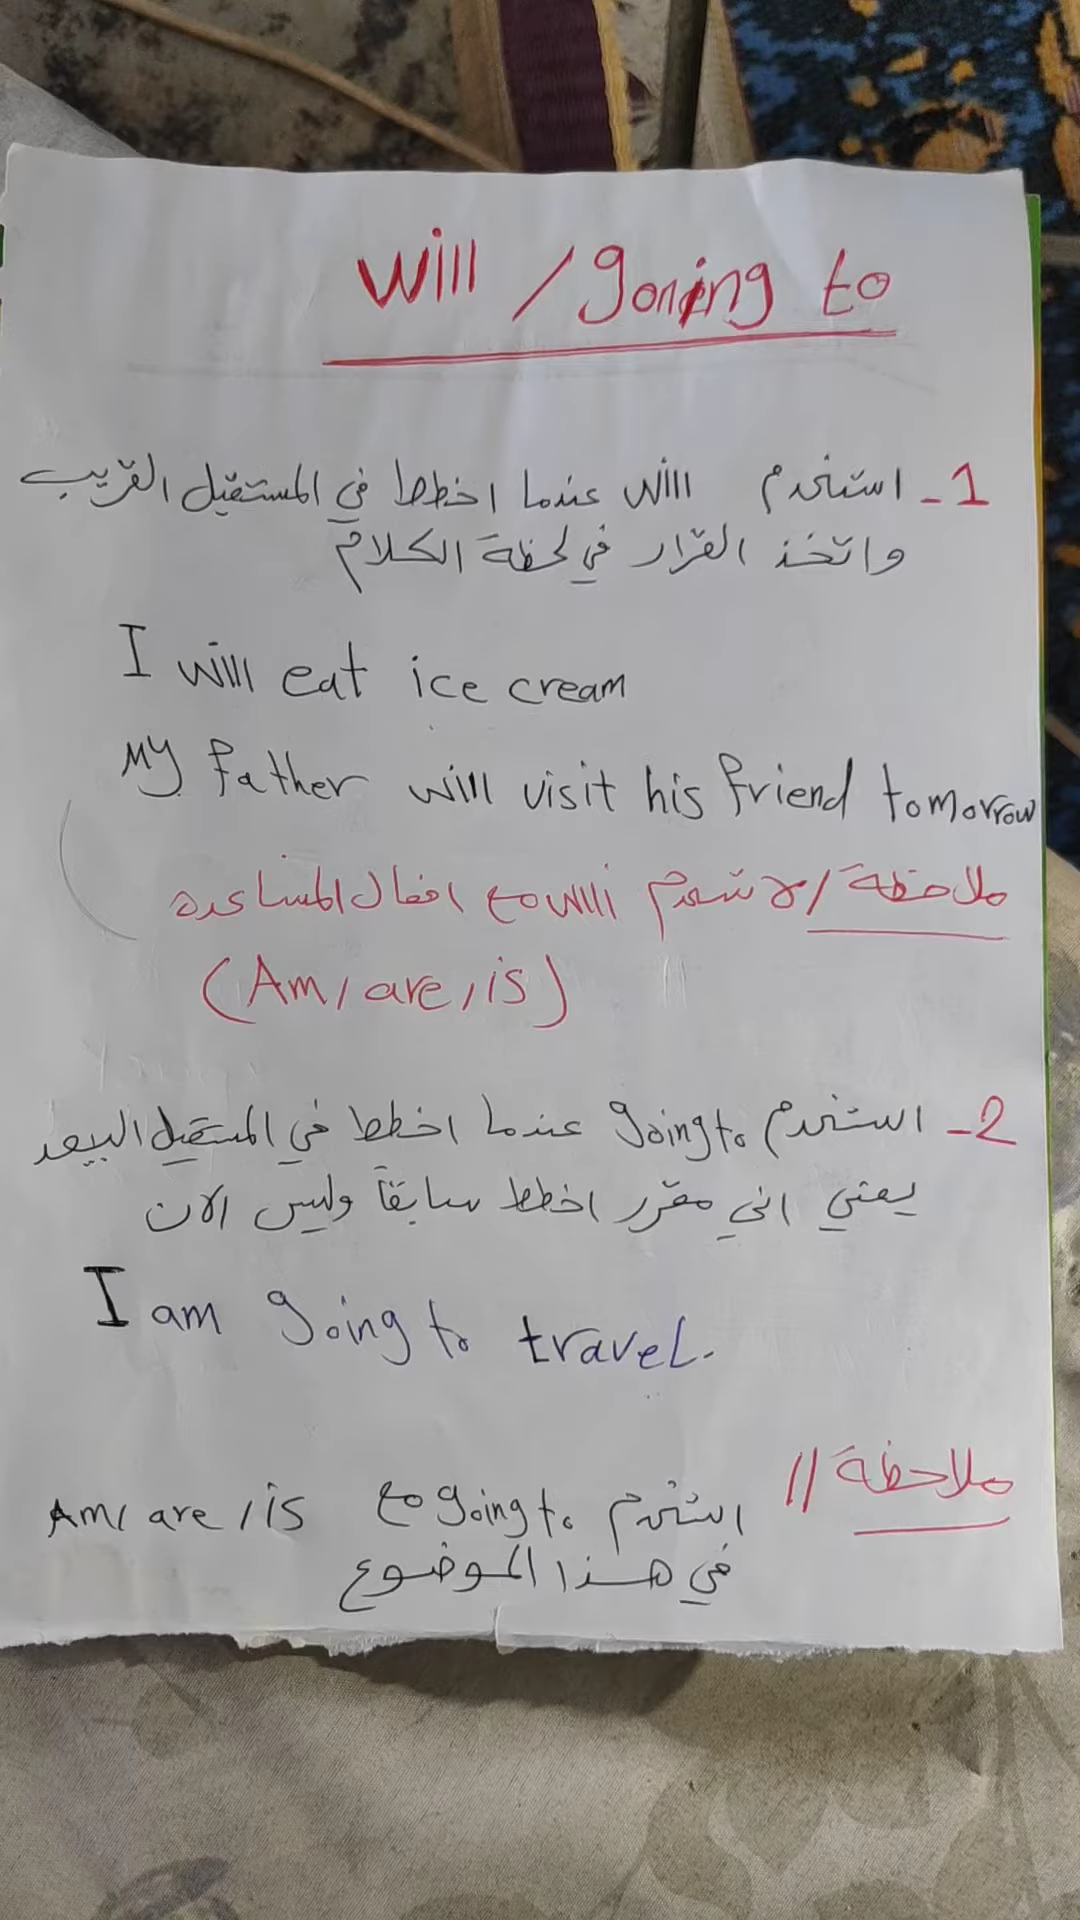 will / going to
1- استخدم will عندما اخطط في المستقبل القريب
واتخذ القرار في لحظة الكلام
I will eat ice cream
My father will visit his friend tomorrow
ملاحظة / لا نستخدم will مع افعال المساعدة
(Am / are / is)
2- استخدم going to عندما اخطط في المستقبل البعيد
يعني اني مقرر اخطط سابقاً وليس الان
I am going to travel.
ملاحظة //
استخدم going to مع Am / are / is
في هذا الموضوع